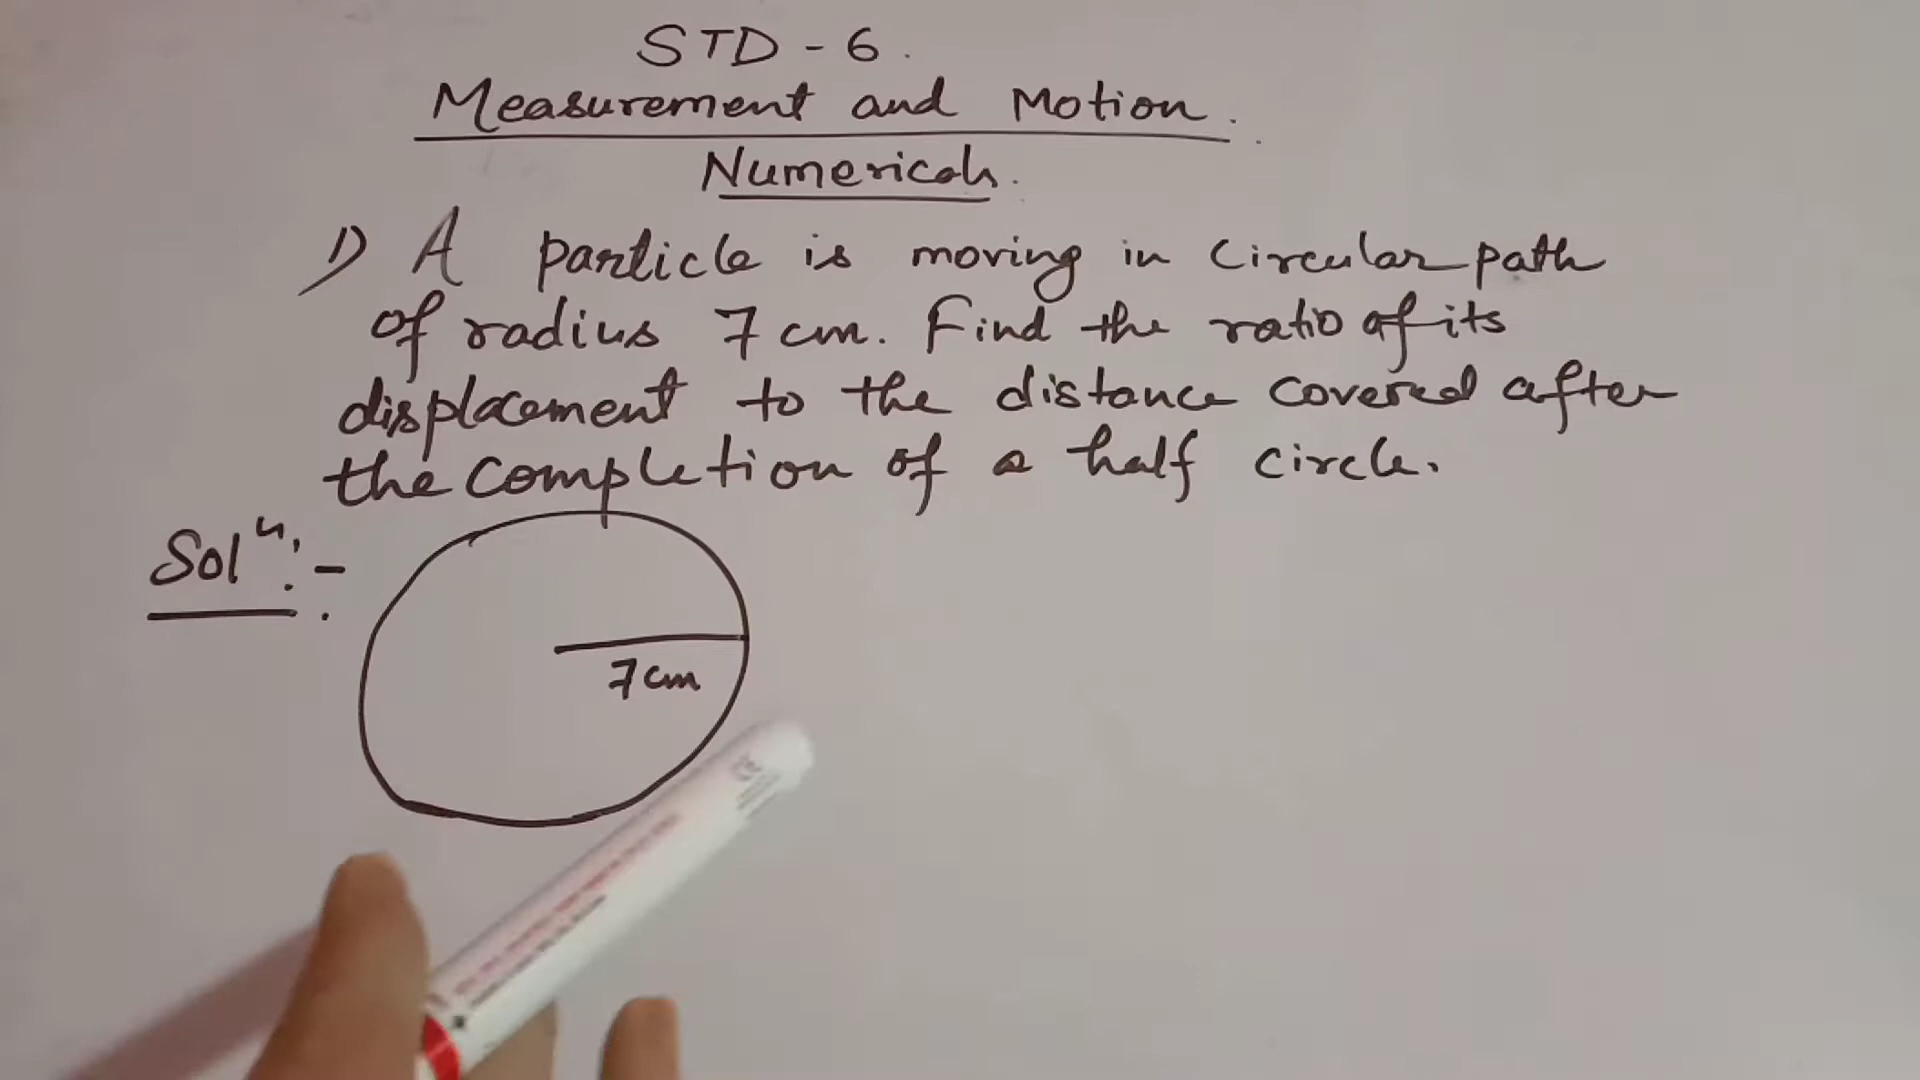 STD - 6.
Measurement and Motion.
Numericals.
1) A particle is moving in Circular path
of radius 7 cm. Find the ratio of its
displacement to the distance covered after
the completion of a half circle.
Solⁿ:-
7cm